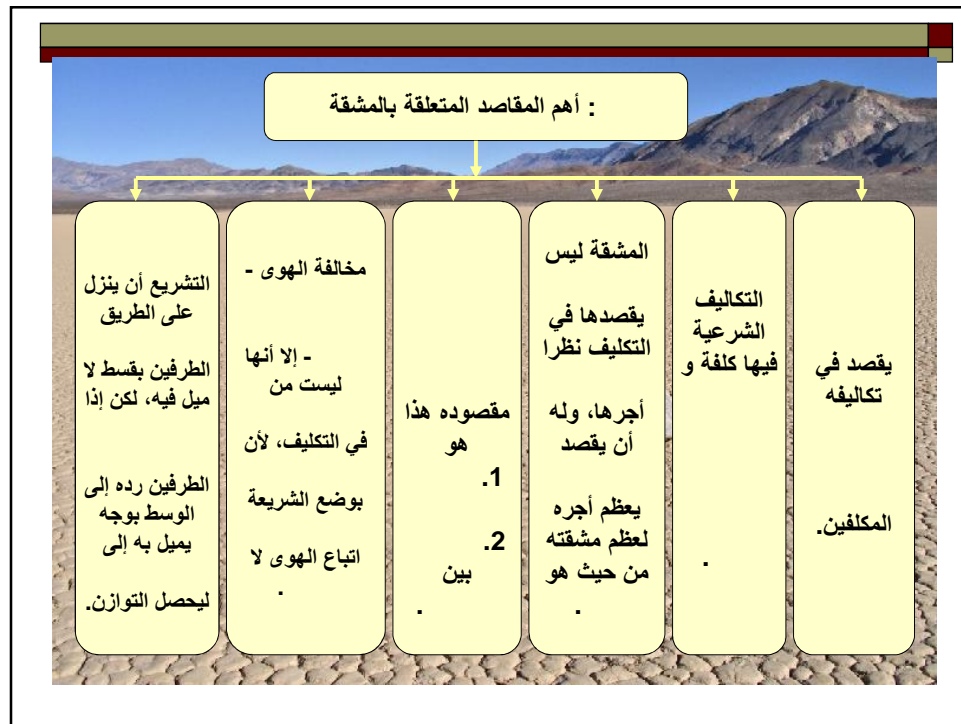 أهم المقاصد المتعلقة بالمشقة :
يقصد في
تكاليفه
المكلفين.
التكاليف
الشرعية
فيها كلفة و
.
المشقة ليس
يقصدها في
التكليف نظرا
أجرها، وله
أن يقصد
يعظم أجره
لعظم مشقته
من حيث هو
.
مقصوده هذا
هو
1.
2.
بين
.
مخالفة الهوى -
- إلا أنها
ليست من
في التكليف، لأن
بوضع الشريعة
اتباع الهوى لا
.
التشريع أن ينزل
على الطريق
الطرفين بقسط لا
ميل فيه، لكن إذا
الطرفين رده إلى
الوسط بوجه
يميل به إلى
ليحصل التوازن.